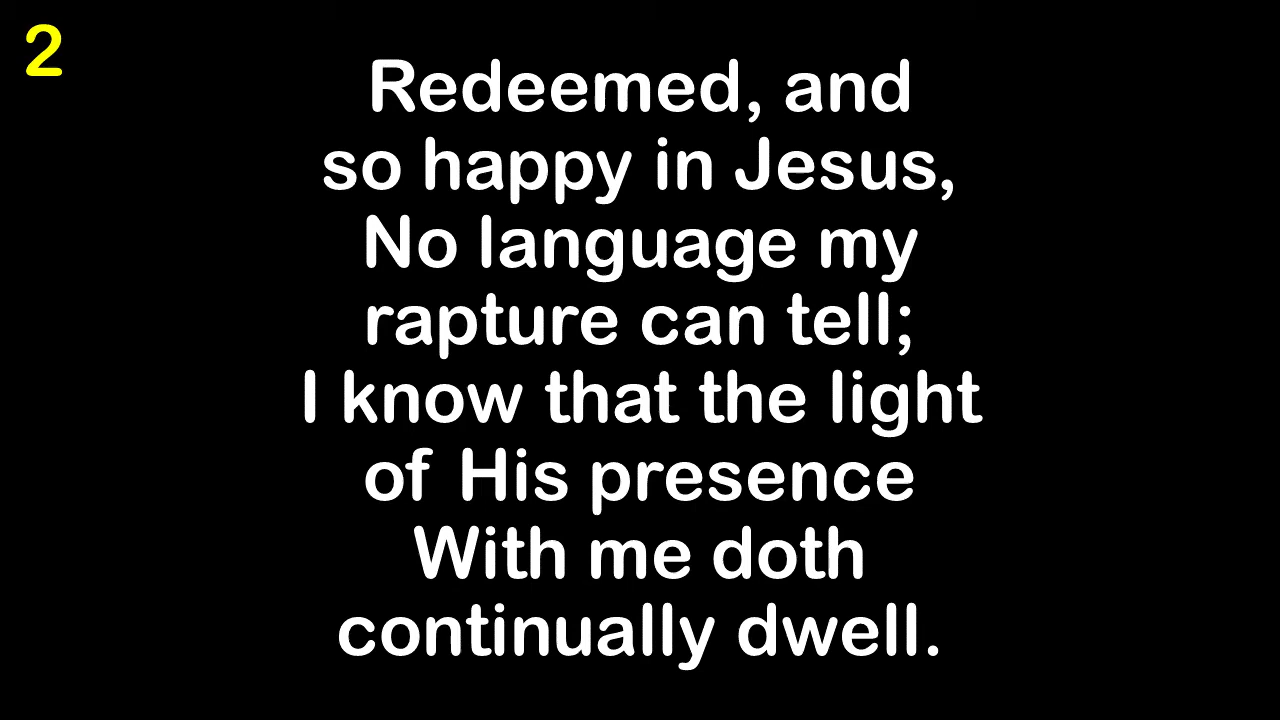 2
Redeemed, and
so happy in Jesus,
No language my
rapture can tell;
I know that the light
of His presence
With me doth
continually dwell.